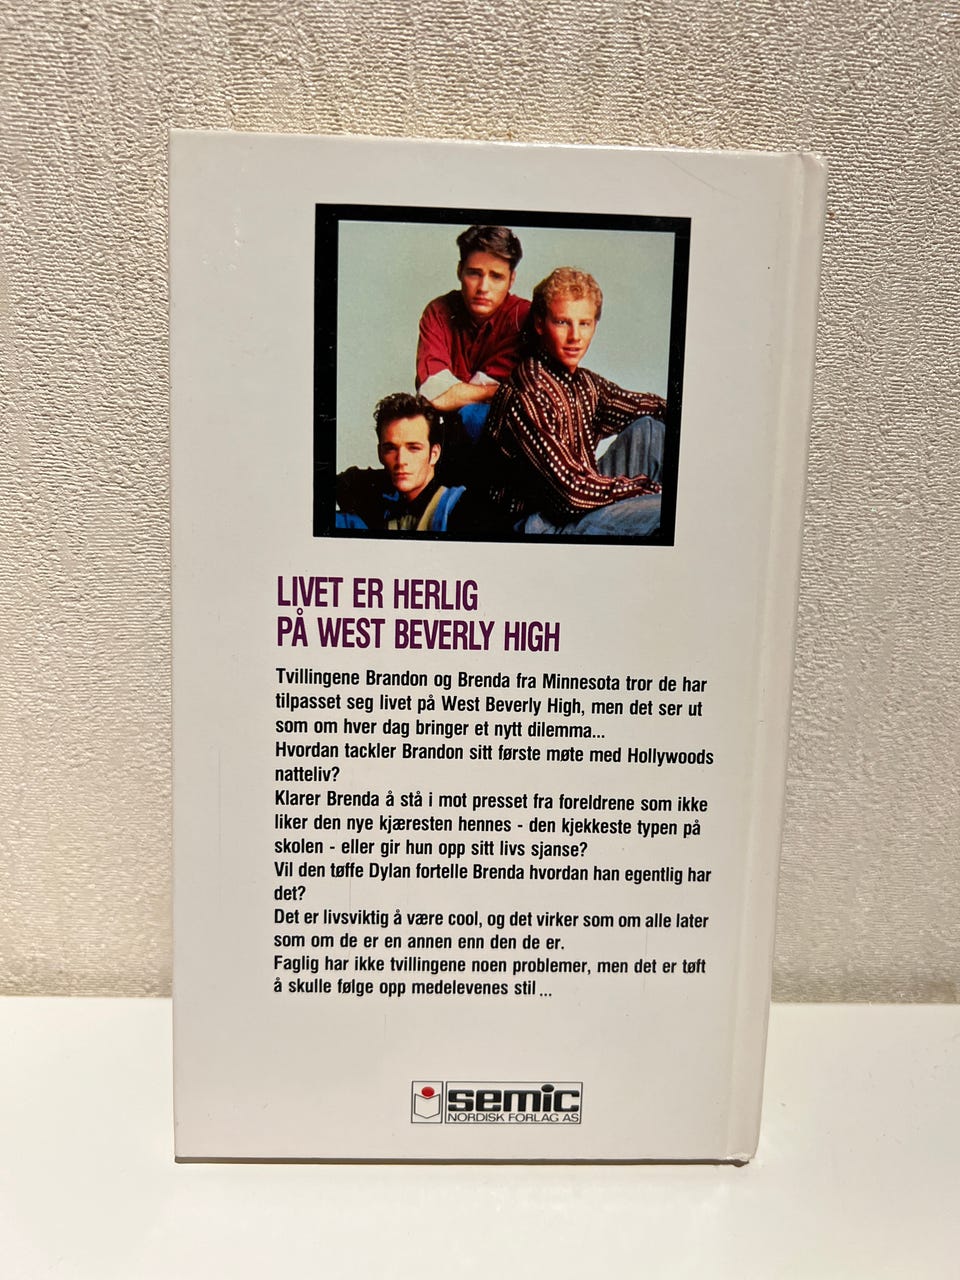 LIVET ER HERLIG
PÅ WEST BEVERLY HIGH
Tvillingene Brandon og Brenda fra Minnesota tror de har
tilpasset seg livet på West Beverly High, men det ser ut
som om hver dag bringer et nytt dilemma...
Hvordan tackler Brandon sitt første møte med Hollywoods
natteliv?
Klarer Brenda å stå i mot presset fra foreldrene som ikke
liker den nye kjæresten hennes - den kjekkeste typen på
skolen - eller gir hun opp sitt livs sjanse?
Vil den tøffe Dylan fortelle Brenda hvordan han egentlig har
det?
Det er livsviktig å være cool, og det virker som om alle later
som om de er en annen enn den de er.
Faglig har ikke tvillingene noen problemer, men det er tøft
å skulle følge opp medelevenes stil...
semic
NORDISK FORLAG AS